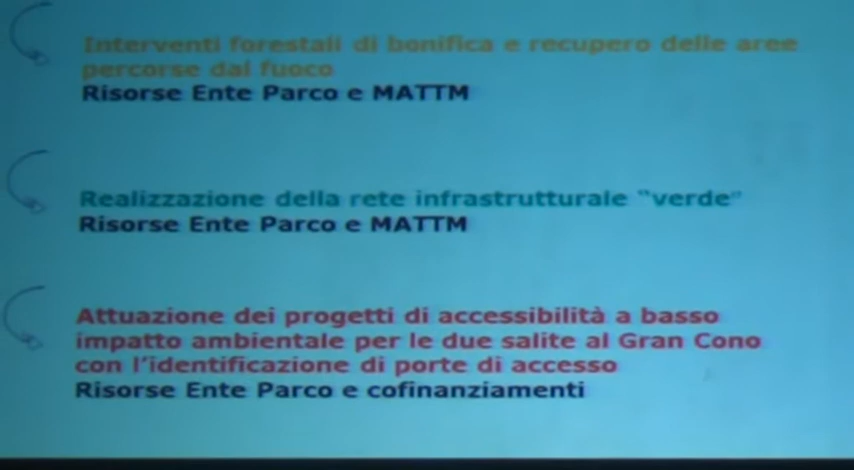 Interventi forestali di bonifica e recupero delle aree
percorse dal fuoco
Risorse Ente Parco e MATTM
Realizzazione della rete infrastrutturale "verde"
Risorse Ente Parco e MATTM
Attuazione dei progetti di accessibilità a basso
impatto ambientale per le due salite al Gran Cono
con l'identificazione di porte di accesso
Risorse Ente Parco e cofinanziamenti